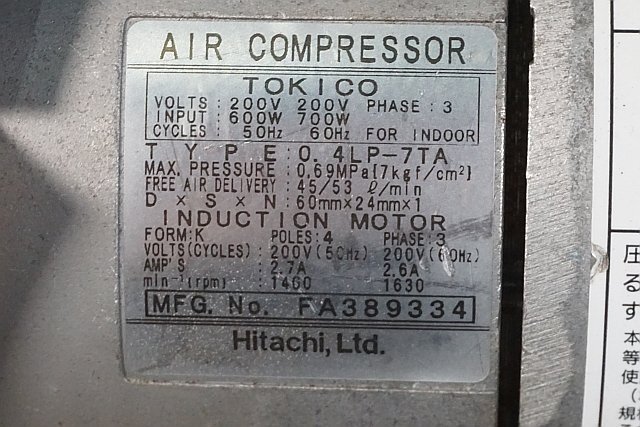 AIR COMPRESSOR
TOKICO
VOLTS : 200V 200V PHASE : 3
INPUT : 600W 700W
CYCLES : 50Hz 60Hz FOR INDOOR
TYPE : 0.4LP-7TA
MAX. PRESSURE : 0,69MPa{7kgf/cm²}
FREE AIR DELIVERY : 45/53 ℓ/min
D × S × N : 60mm×24mm×1
INDUCTION MOTOR
FORM:K POLES:4 PHASE:3
VOLTS(CYCLES) : 200V(50Hz) 200V(60Hz)
AMP'S : 2.7A 2.6A
min⁻¹(rpm) : 1460 1630
MFG. No. FA389334
Hitachi, Ltd.
圧
る
す
本
等
使
規